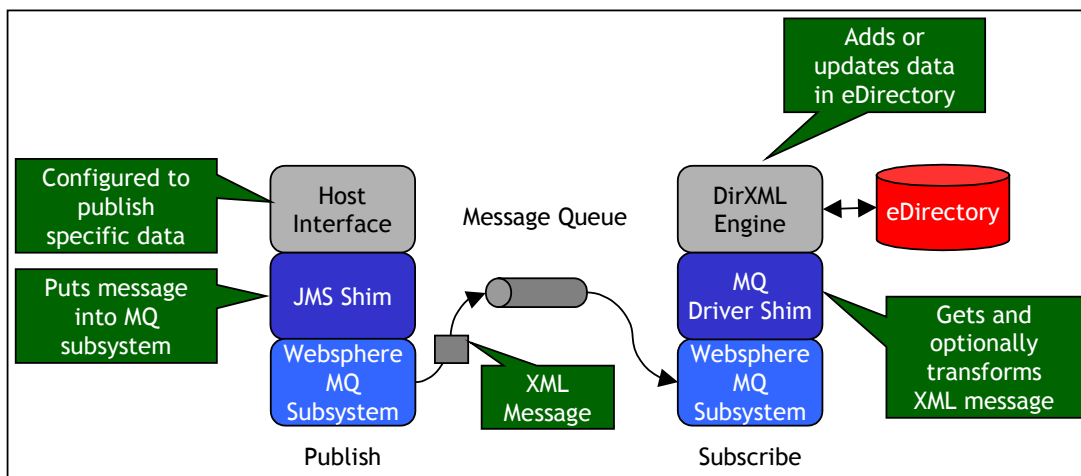 Adds or
updates data
in eDirectory
Configured to
publish
specific data
Host
Interface
Message Queue
DirXML
Engine
eDirectory
Puts message
into MQ
subsystem
JMS Shim
MQ
Driver Shim
Gets and
optionally
transforms
XML message
Websphere
MQ
Subsystem
XML
Message
Websphere
MQ
Subsystem
Publish
Subscribe